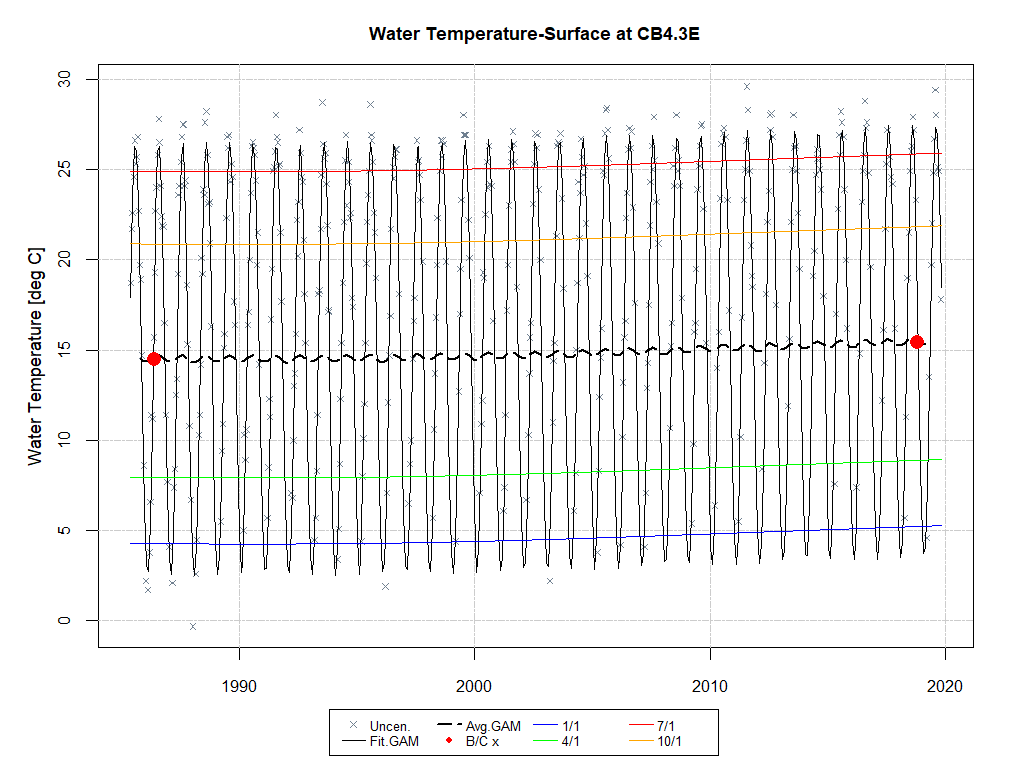 Water Temperature-Surface at CB4.3E
Water Temperature [deg C]
30
25
20
15
10
5
0
1990 2000 2010 2020
Uncen. Avg.GAM 1/1 7/1
Fit.GAM B/C x 4/1 10/1